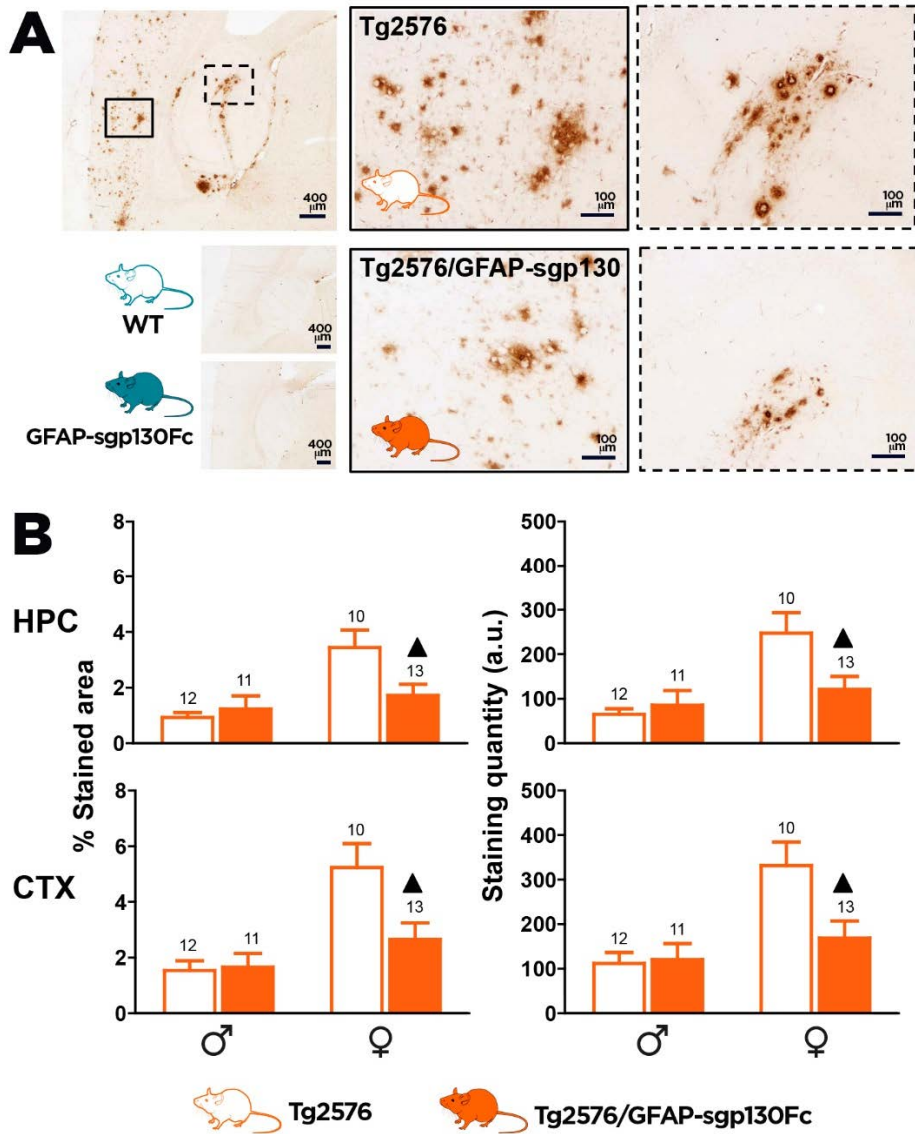 A
400
µm
Tg2576
100
µm
100
µm
WT
400
µm
GFAP-sgp130Fc
400
µm
Tg2576/GFAP-sgp130
100
µm
100
µm
B
HPC
CTX
% Stained area
8
6
4
2
0
12
11
10
▲
13
Staining quantity (a.u.)
500
400
300
200
100
0
12
11
10
▲
13
8
6
4
2
0
12
11
10
▲
13
♂
♀
500
400
300
200
100
0
12
11
10
▲
13
♂
♀
Tg2576
Tg2576/GFAP-sgp130Fc